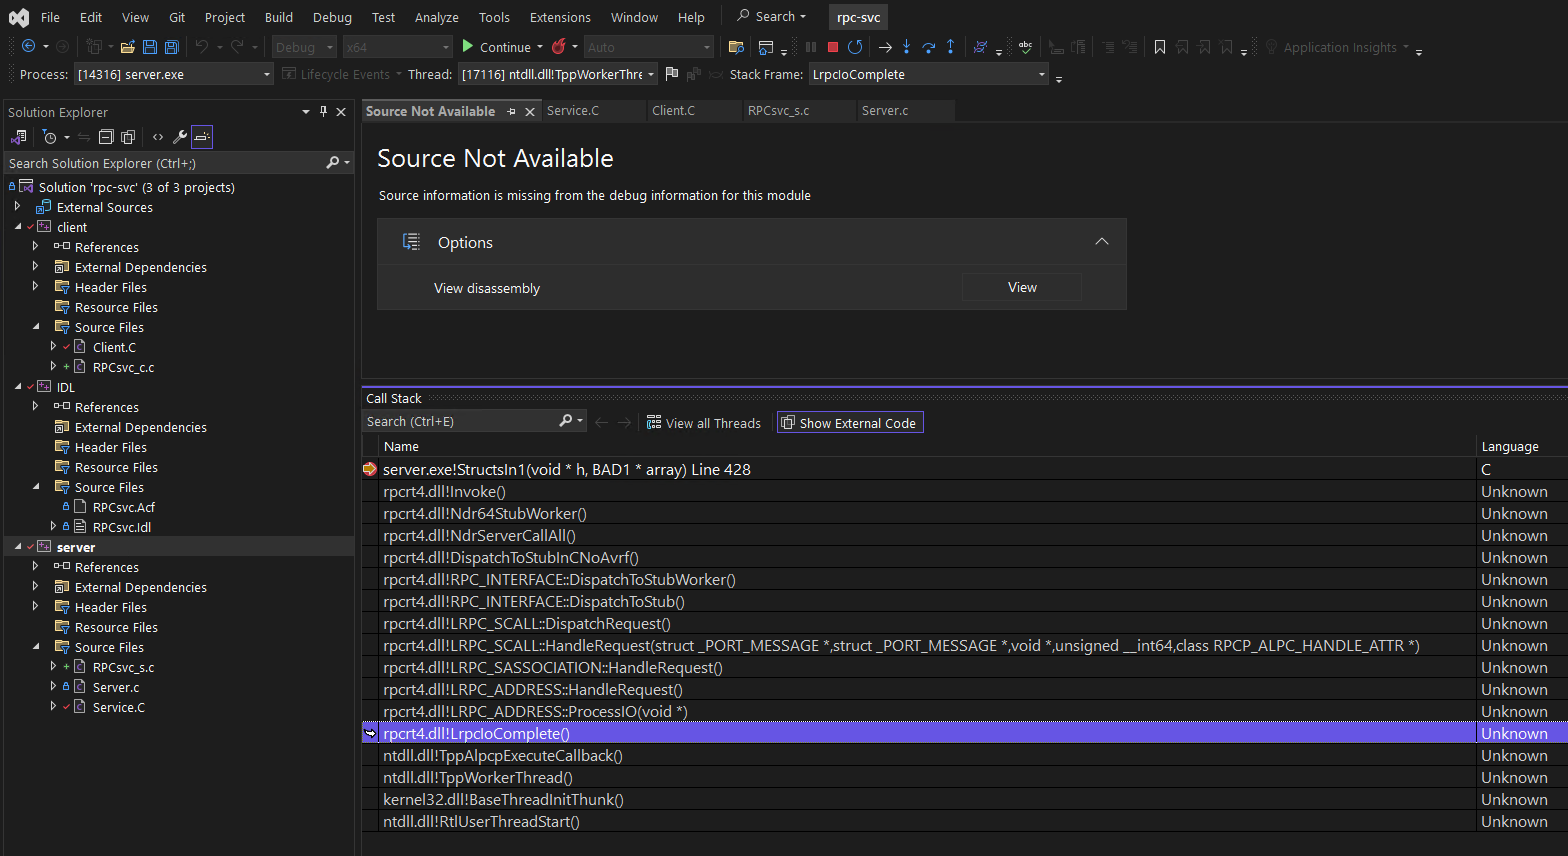 File Edit View Git Project Build Debug Test Analyze Tools Extensions Window Help Search rpc-svc
Debug x64 Continue Auto Application Insights
Process: [14316] server.exe Lifecycle Events Thread: [17116] ntdll.dll!TppWorkerThre Stack Frame: LrpcIoComplete
Solution Explorer
Search Solution Explorer (Ctrl+;)
Solution 'rpc-svc' (3 of 3 projects)
External Sources
client
References
External Dependencies
Header Files
Resource Files
Source Files
Client.C
RPCsvc_c.c
IDL
References
External Dependencies
Header Files
Resource Files
Source Files
RPCsvc.Acf
RPCsvc.Idl
server
References
External Dependencies
Header Files
Resource Files
Source Files
RPCsvc_s.c
Server.c
Service.C
Source Not Available Service.C Client.C RPCsvc_s.c Server.c
Source Not Available
Source information is missing from the debug information for this module
Options
View disassembly View
Call Stack
Search (Ctrl+E) View all Threads Show External Code
Name Language
server.exe!StructsIn1(void * h, BAD1 * array) Line 428 C
rpcrt4.dll!Invoke() Unknown
rpcrt4.dll!Ndr64StubWorker() Unknown
rpcrt4.dll!NdrServerCallAll() Unknown
rpcrt4.dll!DispatchToStubInCNoAvrf() Unknown
rpcrt4.dll!RPC_INTERFACE::DispatchToStubWorker() Unknown
rpcrt4.dll!RPC_INTERFACE::DispatchToStub() Unknown
rpcrt4.dll!LRPC_SCALL::DispatchRequest() Unknown
rpcrt4.dll!LRPC_SCALL::HandleRequest(struct _PORT_MESSAGE *,struct _PORT_MESSAGE *,void *,unsigned __int64,class RPCP_ALPC_HANDLE_ATTR *) Unknown
rpcrt4.dll!LRPC_SASSOCIATION::HandleRequest() Unknown
rpcrt4.dll!LRPC_ADDRESS::HandleRequest() Unknown
rpcrt4.dll!LRPC_ADDRESS::ProcessIO(void *) Unknown
rpcrt4.dll!LrpcIoComplete() Unknown
ntdll.dll!TppAlpcpExecuteCallback() Unknown
ntdll.dll!TppWorkerThread() Unknown
kernel32.dll!BaseThreadInitThunk() Unknown
ntdll.dll!RtlUserThreadStart() Unknown